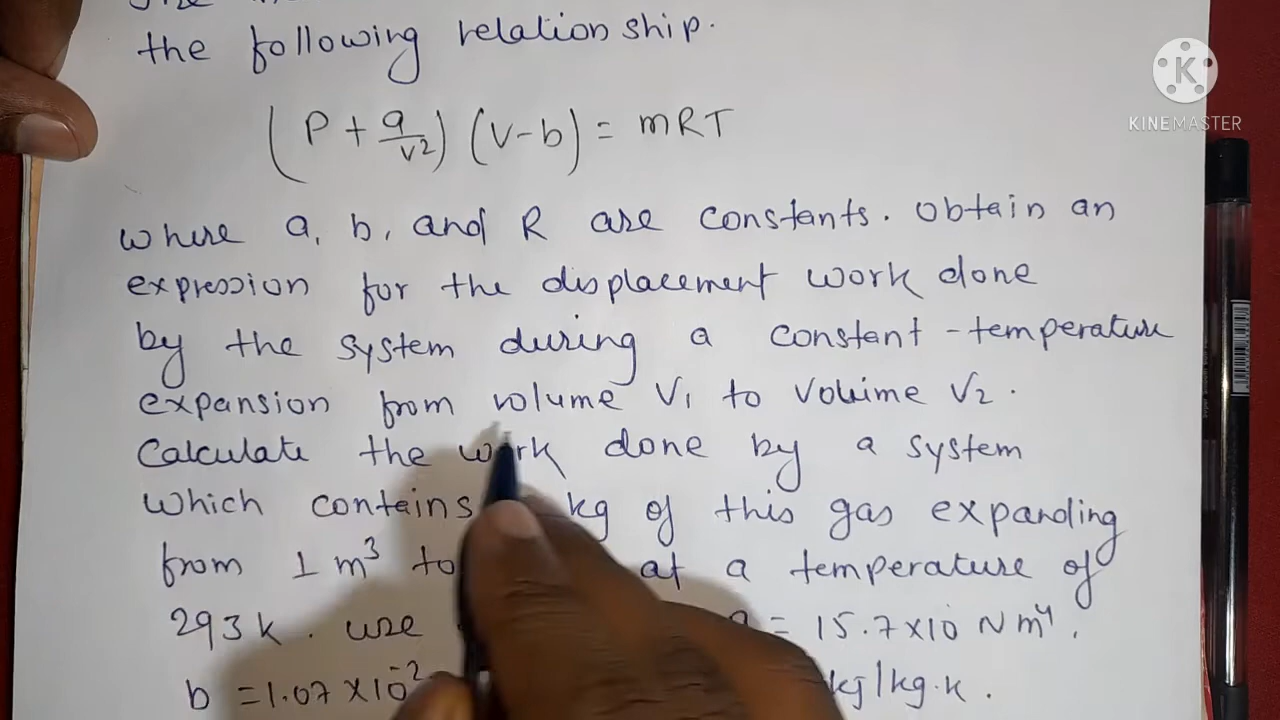 the following relationship.
(P + a/v2) (v-b) = mRT
where a, b, and R are constants. Obtain an
expression for the displacement work done
by the system during a constant-temperature
expansion from volume V1 to volume V2.
Calculate the work done by a system
which contains kg of this gas expanding
from 1 m³ to at a temperature of
293 K. use = 15.7×10 Nm⁴,
b = 1.07 × 10⁻² kj/kg.k.
KINEMASTER